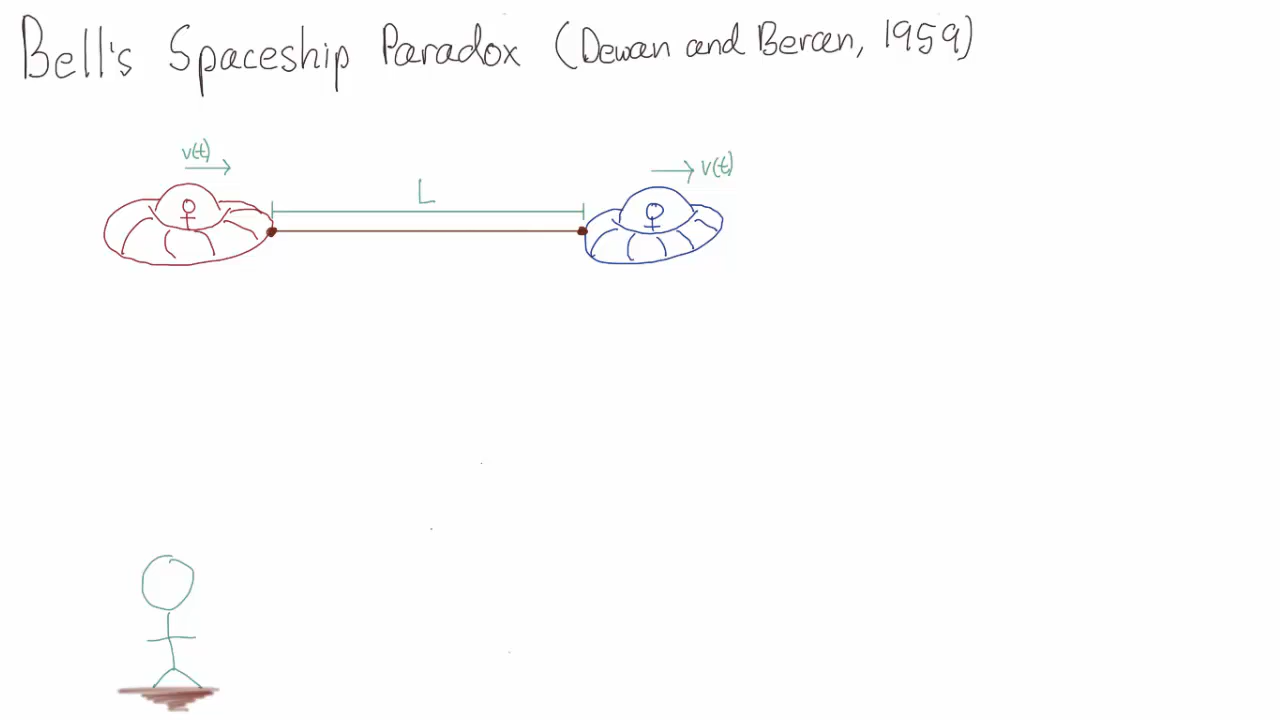 Bell's Spaceship Paradox (Dewan and Beran, 1959)
v(t)
v(t)
L